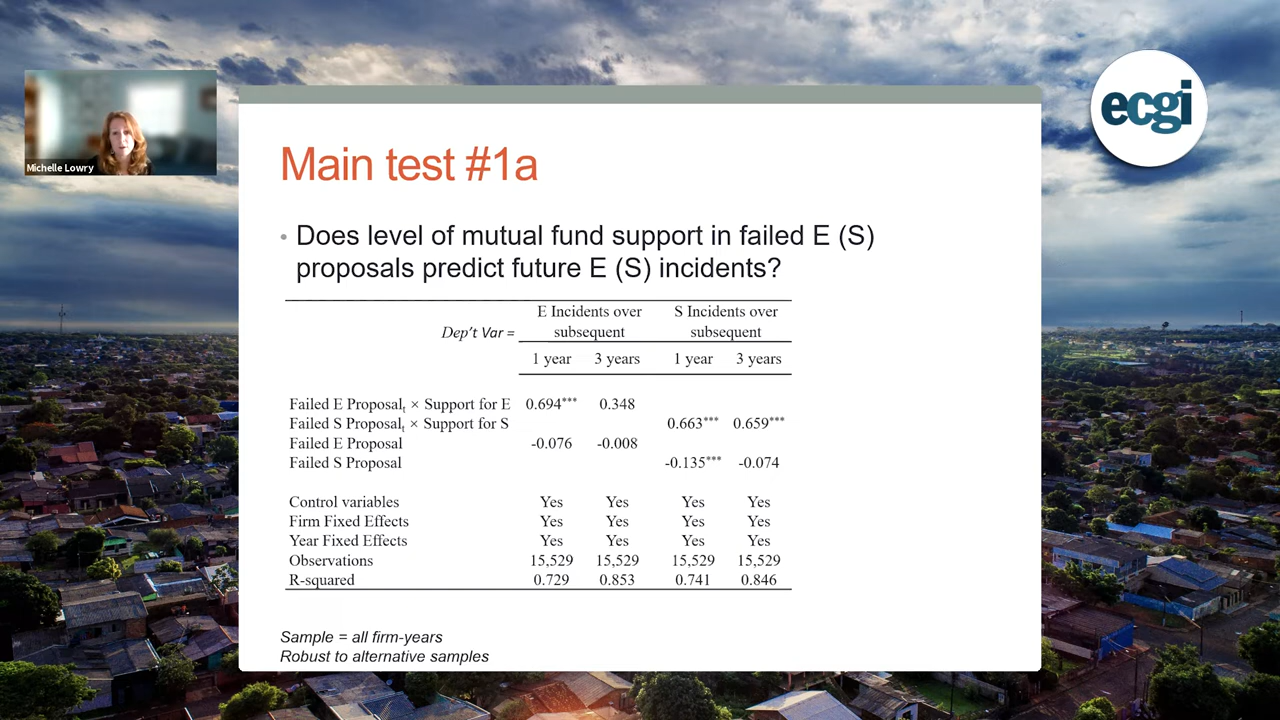 Michelle Lowry
ecgi
Main test #1a
• Does level of mutual fund support in failed E (S)
proposals predict future E (S) incidents?
Dep't Var = E Incidents over subsequent S Incidents over subsequent
1 year 3 years 1 year 3 years
Failed E Proposalₜ × Support for E 0.694*** 0.348
Failed S Proposalₜ × Support for S 0.663*** 0.659***
Failed E Proposal -0.076 -0.008
Failed S Proposal -0.135*** -0.074
Control variables Yes Yes Yes Yes
Firm Fixed Effects Yes Yes Yes Yes
Year Fixed Effects Yes Yes Yes Yes
Observations 15,529 15,529 15,529 15,529
R-squared 0.729 0.853 0.741 0.846
Sample = all firm-years
Robust to alternative samples